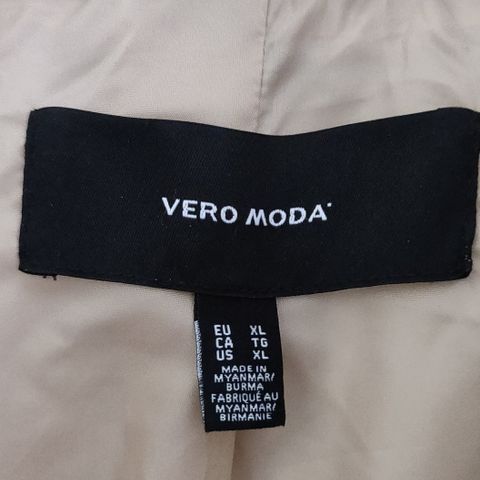 VERO MODA
EU XL
CA TG
US XL
MADE IN
MYANMAR/
BURMA
FABRIQUÉ AU
MYANMAR/
BIRMANIE